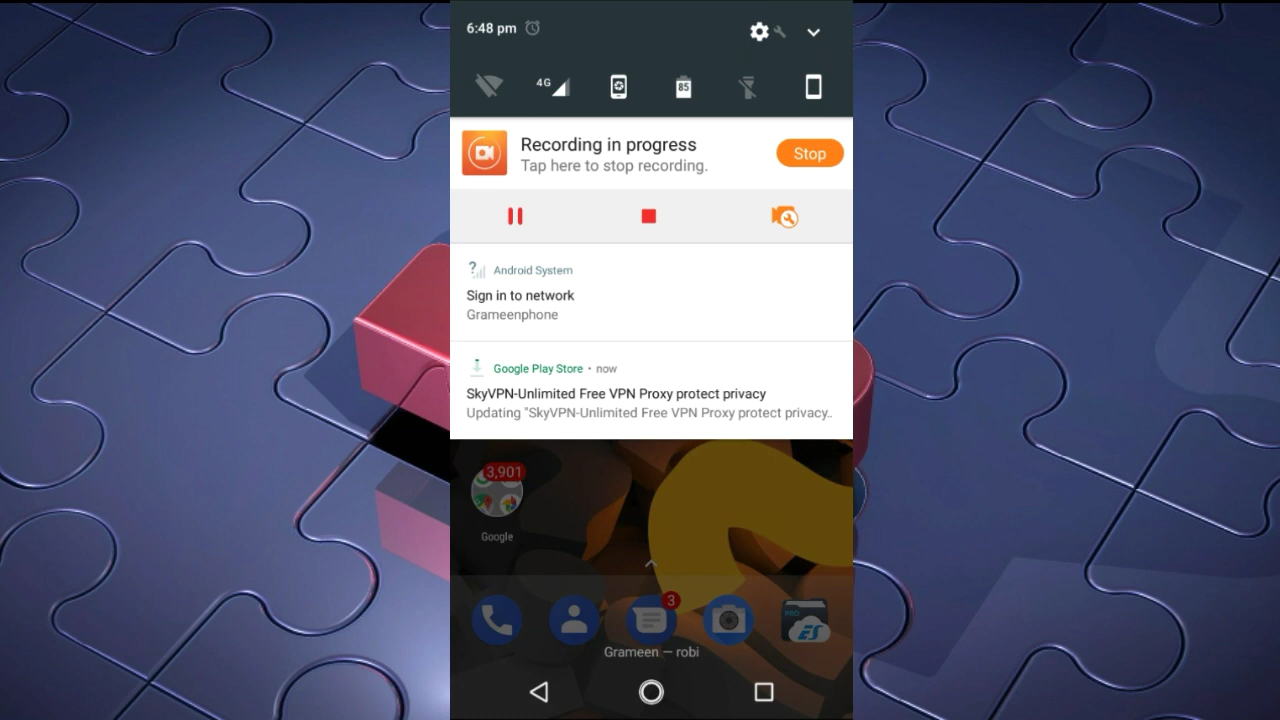 6:48 pm
4G
85
Recording in progress
Tap here to stop recording.
Stop
Android System
Sign in to network
Grameenphone
Google Play Store • now
SkyVPN-Unlimited Free VPN Proxy protect privacy
Updating "SkyVPN-Unlimited Free VPN Proxy protect privacy..
3,901
Google
3
PRO
ES
Grameen — robi